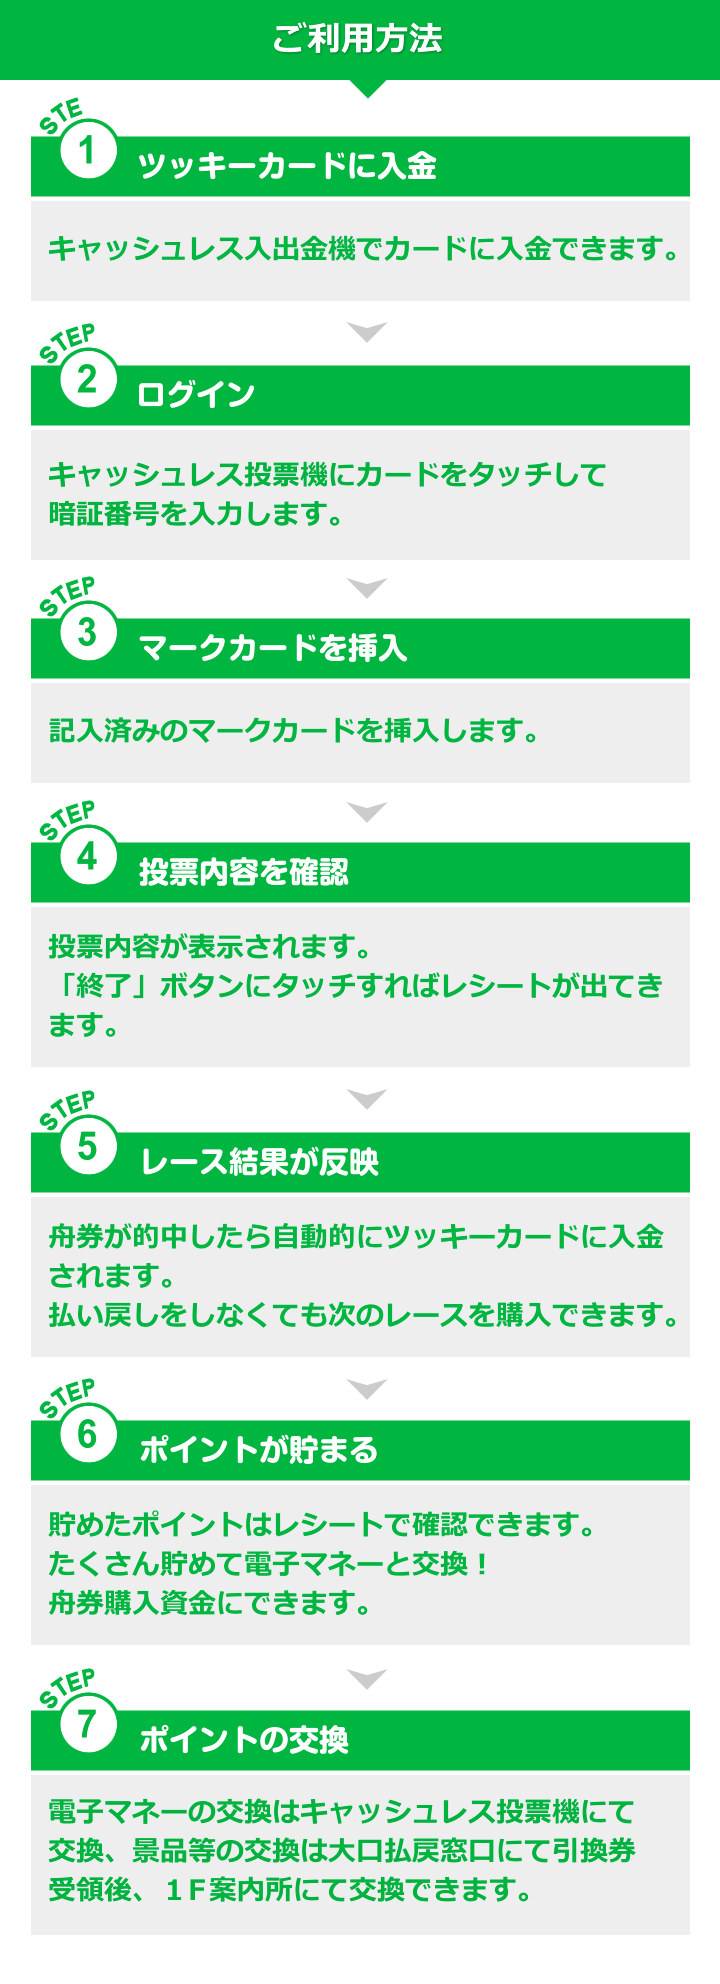 ご利用方法
STE
1
ツッキーカードに入金
キャッシュレス入出金機でカードに入金できます。
STEP
2
ログイン
キャッシュレス投票機にカードをタッチして
暗証番号を入力します。
STEP
3
マークカードを挿入
記入済みのマークカードを挿入します。
STEP
4
投票内容を確認
投票内容が表示されます。
「終了」ボタンにタッチすればレシートが出てき
ます。
STEP
5
レース結果が反映
舟券が的中したら自動的にツッキーカードに入金
されます。
払い戻しをしなくても次のレースを購入できます。
STEP
6
ポイントが貯まる
貯めたポイントはレシートで確認できます。
たくさん貯めて電子マネーと交換！
舟券購入資金にできます。
STEP
7
ポイントの交換
電子マネーの交換はキャッシュレス投票機にて
交換、景品等の交換は大口払戻窓口にて引換券
受領後、１Ｆ案内所にて交換できます。